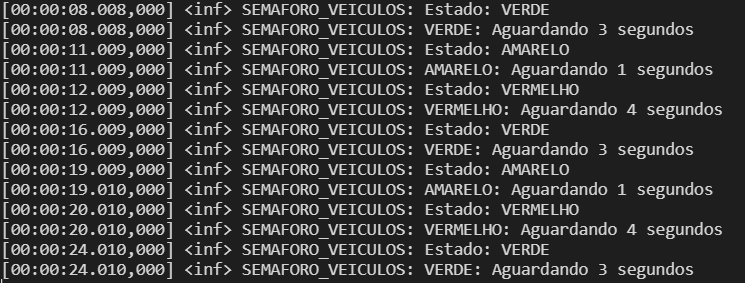 [00:00:08.008,000] <inf> SEMAFORO_VEICULOS: Estado: VERDE
[00:00:08.008,000] <inf> SEMAFORO_VEICULOS: VERDE: Aguardando 3 segundos
[00:00:11.009,000] <inf> SEMAFORO_VEICULOS: Estado: AMARELO
[00:00:11.009,000] <inf> SEMAFORO_VEICULOS: AMARELO: Aguardando 1 segundos
[00:00:12.009,000] <inf> SEMAFORO_VEICULOS: Estado: VERMELHO
[00:00:12.009,000] <inf> SEMAFORO_VEICULOS: VERMELHO: Aguardando 4 segundos
[00:00:16.009,000] <inf> SEMAFORO_VEICULOS: Estado: VERDE
[00:00:16.009,000] <inf> SEMAFORO_VEICULOS: VERDE: Aguardando 3 segundos
[00:00:19.009,000] <inf> SEMAFORO_VEICULOS: Estado: AMARELO
[00:00:19.010,000] <inf> SEMAFORO_VEICULOS: AMARELO: Aguardando 1 segundos
[00:00:20.010,000] <inf> SEMAFORO_VEICULOS: Estado: VERMELHO
[00:00:20.010,000] <inf> SEMAFORO_VEICULOS: VERMELHO: Aguardando 4 segundos
[00:00:24.010,000] <inf> SEMAFORO_VEICULOS: Estado: VERDE
[00:00:24.010,000] <inf> SEMAFORO_VEICULOS: VERDE: Aguardando 3 segundos